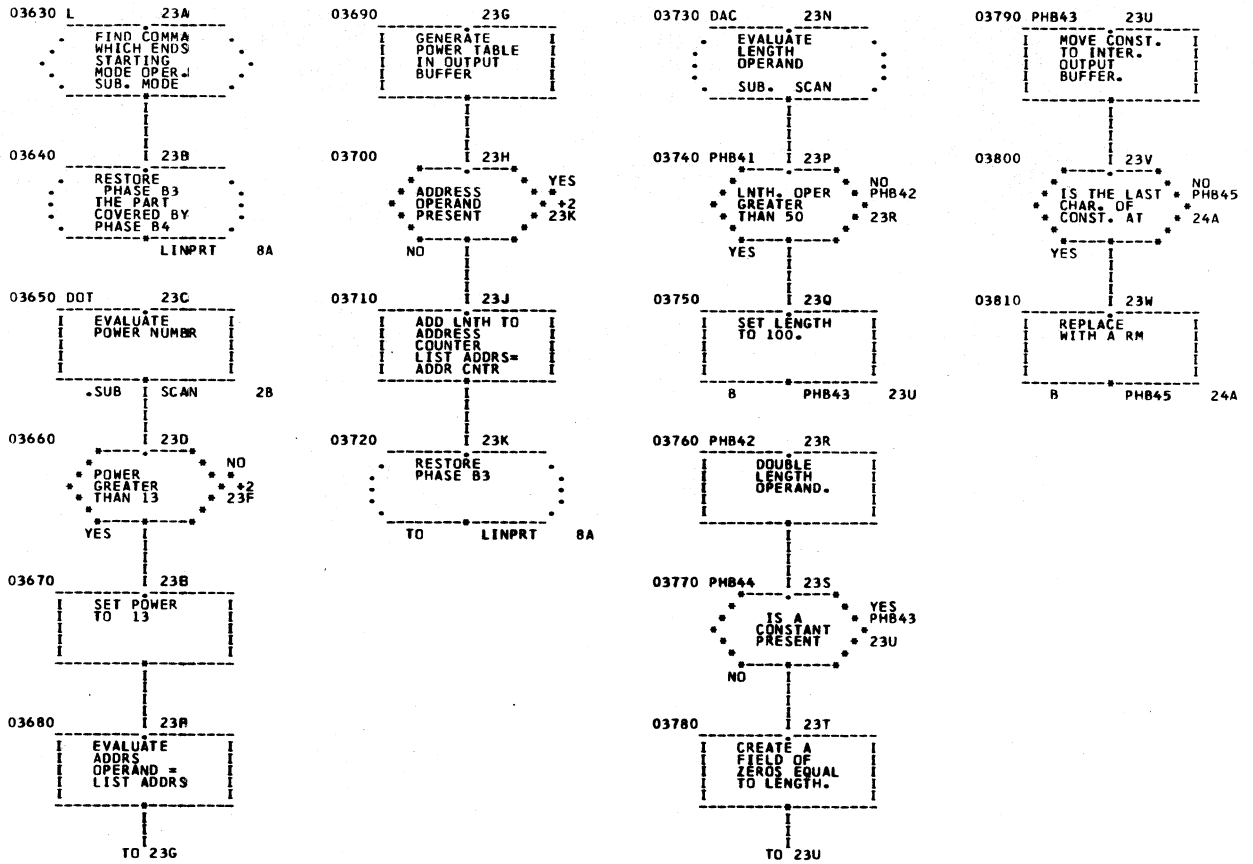 03630 L 23A
FIND COMMA
WHICH ENDS
STARTING
MODE OPER.
SUB. MODE
03640 23B
RESTORE
PHASE B3
THE PART
COVERED BY
PHASE B4
LINPRT 8A
03650 DOT 23C
EVALUATE
POWER NUMBR
.SUB SCAN 2B
03660 23D
POWER
GREATER
THAN 13
NO
+2
23F
YES
03670
SET POWER
TO 13
03680
EVALUATE
ADDRS
OPERAND =
LIST ADDRS
TO 23G
03690 23G
GENERATE
POWER TABLE
IN OUTPUT
BUFFER
03700 23H
ADDRESS
OPERAND
PRESENT
YES
+2
23K
NO
03710 23J
ADD LNTH TO
ADDRESS
COUNTER
LIST ADDRS=
ADDR CNTR
03720 23K
RESTORE
PHASE B3
TO LINPRT 8A
03730 DAC 23N
EVALUATE
LENGTH
OPERAND
SUB. SCAN
03740 PHB41 23P
LNTH. OPER
GREATER
THAN 50
NO
PHB42
23R
YES
03750 23Q
SET LENGTH
TO 100.
B PHB43 23U
03760 PHB42 23R
DOUBLE
LENGTH
OPERAND.
03770 PHB44 23S
IS A
CONSTANT
PRESENT
YES
PHB43
23U
NO
03780 23T
CREATE A
FIELD OF
ZEROS EQUAL
TO LENGTH.
TO 23U
03790 PHB43 23U
MOVE CONST.
TO INTER.
OUTPUT
BUFFER.
03800 23V
IS THE LAST
CHAR. OF
CONST. AT
NO
PHB45
24A
YES
03810 23W
REPLACE
WITH A RM
B PHB45 24A